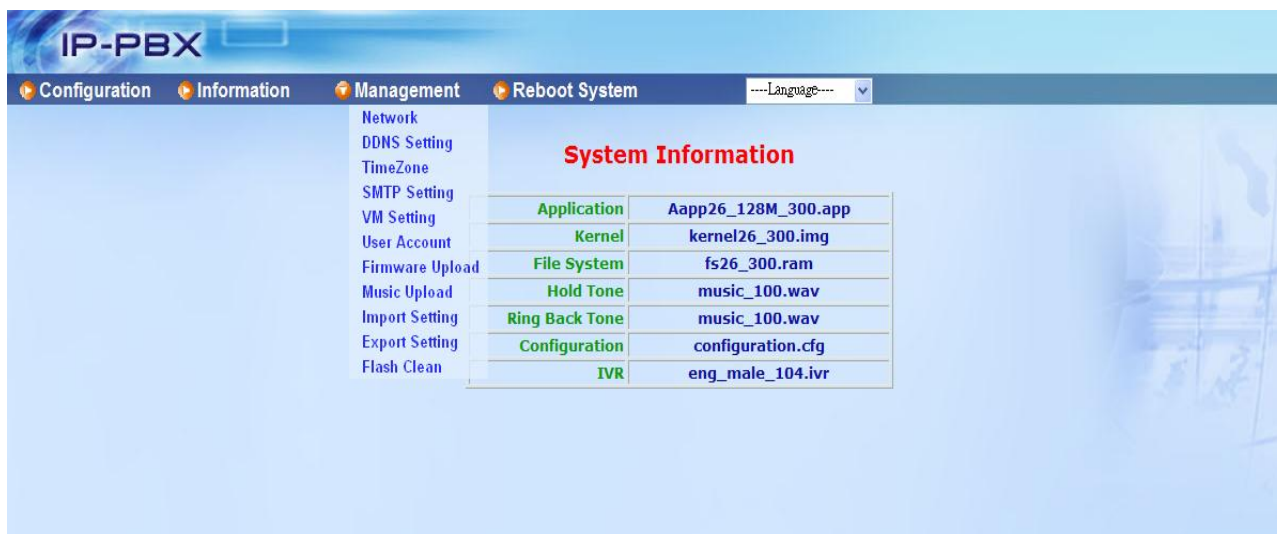 IP-PBX
Configuration Information Management Reboot System ----Language----
Network
DDNS Setting
TimeZone
SMTP Setting
VM Setting
User Account
Firmware Upload
Music Upload
Import Setting
Export Setting
Flash Clean
System Information
Application Aapp26_128M_300.app
Kernel kernel26_300.img
File System fs26_300.ram
Hold Tone music_100.wav
Ring Back Tone music_100.wav
Configuration configuration.cfg
IVR eng_male_104.ivr